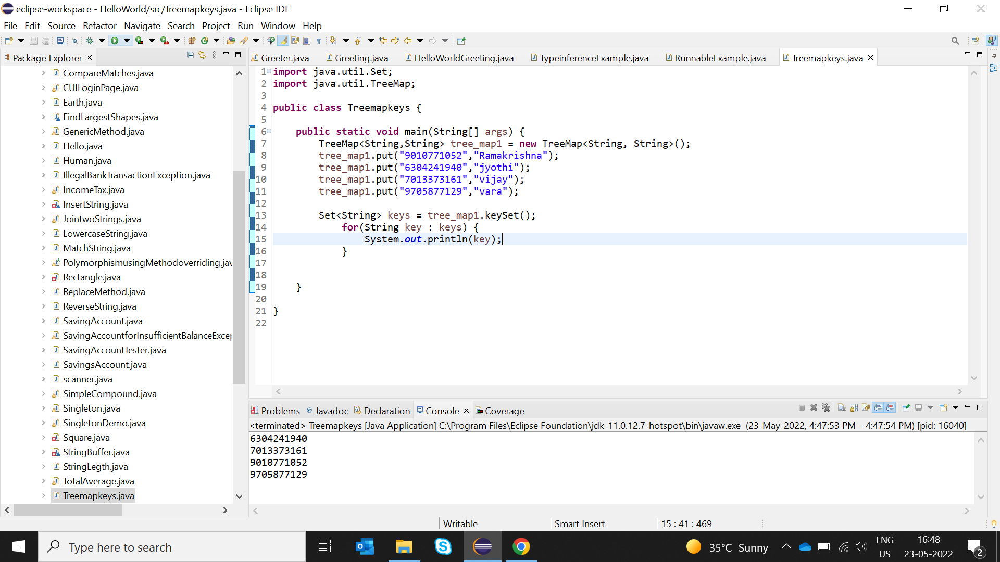 eclipse-workspace - HelloWorld/src/Treemapkeys.java - Eclipse IDE
File Edit Source Refactor Navigate Search Project Run Window Help
Package Explorer
CompareMatches.java
CUILoginPage.java
Earth.java
FindLargestShapes.java
GenericMethod.java
Hello.java
Human.java
IllegalBankTransactionException.java
IncomeTax.java
InsertString.java
JointwoStrings.java
LowercaseString.java
MatchString.java
PolymorphismusingMethodoverriding.jav
Rectangle.java
ReplaceMethod.java
ReverseString.java
SavingAccount.java
SavingAccountforInsufficientBalanceExcep
SavingAccountTester.java
SavingsAccount.java
scanner.java
SimpleCompound.java
Singleton.java
SingletonDemo.java
Square.java
StringBuffer.java
StringLegth.java
TotalAverage.java
Treemapkeys.java
Greeter.java Greeting.java HelloWorldGreeting.java TypeinferenceExample.java RunnableExample.java Treemapkeys.java
1 import java.util.Set;
2 import java.util.TreeMap;
3
4 public class Treemapkeys {
5
6 public static void main(String[] args) {
7 TreeMap<String,String> tree_map1 = new TreeMap<String, String>();
8 tree_map1.put("9010771052","Ramakrishna");
9 tree_map1.put("6304241940","jyothi");
10 tree_map1.put("7013373161","vijay");
11 tree_map1.put("9705877129","vara");
12
13 Set<String> keys = tree_map1.keySet();
14 for(String key : keys) {
15 System.out.println(key);
16 }
17
18
19 }
20
21 }
22
Problems Javadoc Declaration Console Coverage
<terminated> Treemapkeys [Java Application] C:\Program Files\Eclipse Foundation\jdk-11.0.12.7-hotspot\bin\javaw.exe (23-May-2022, 4:47:53 PM – 4:47:54 PM) [pid: 16040]
6304241940
7013373161
9010771052
9705877129
Writable Smart Insert 15 : 41 : 469
Type here to search
35°C Sunny
ENG
US
16:48
23-05-2022
2